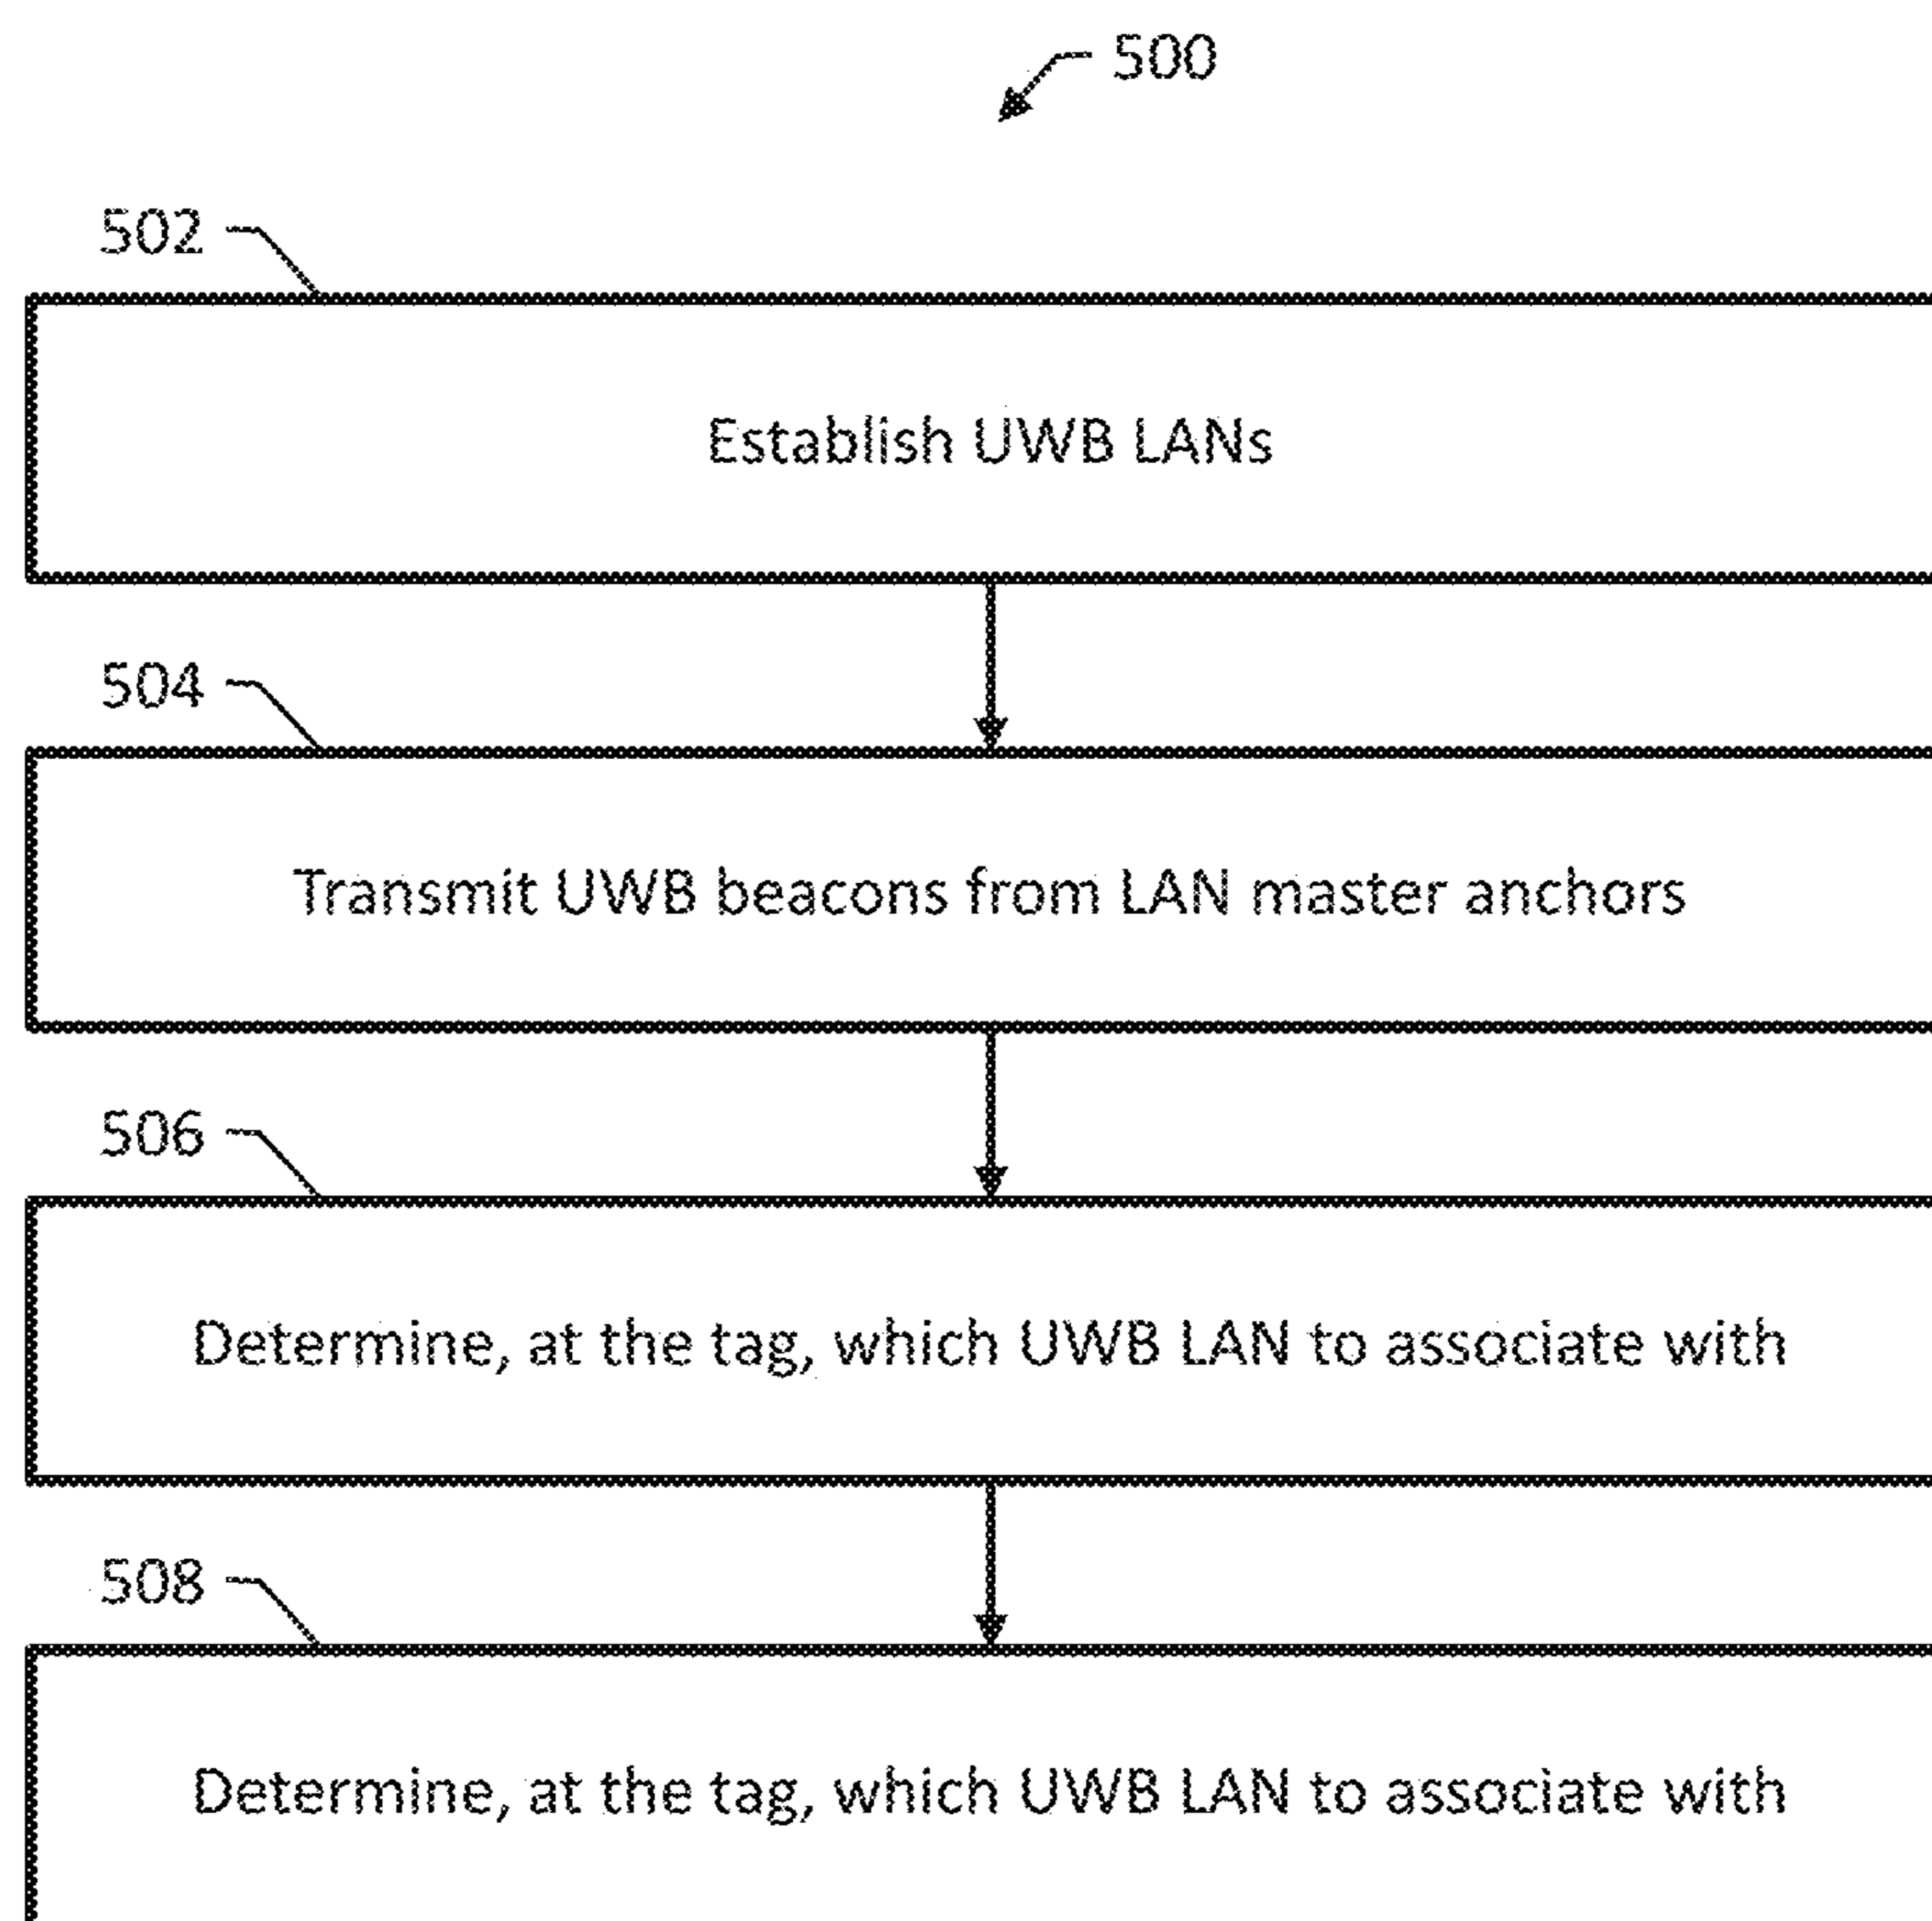 500
502
Establish UWB LANs
504
Transmit UWB beacons from LAN master anchors
506
Determine, at the tag, which UWB LAN to associate with
508
Determine, at the tag, which UWB LAN to associate with